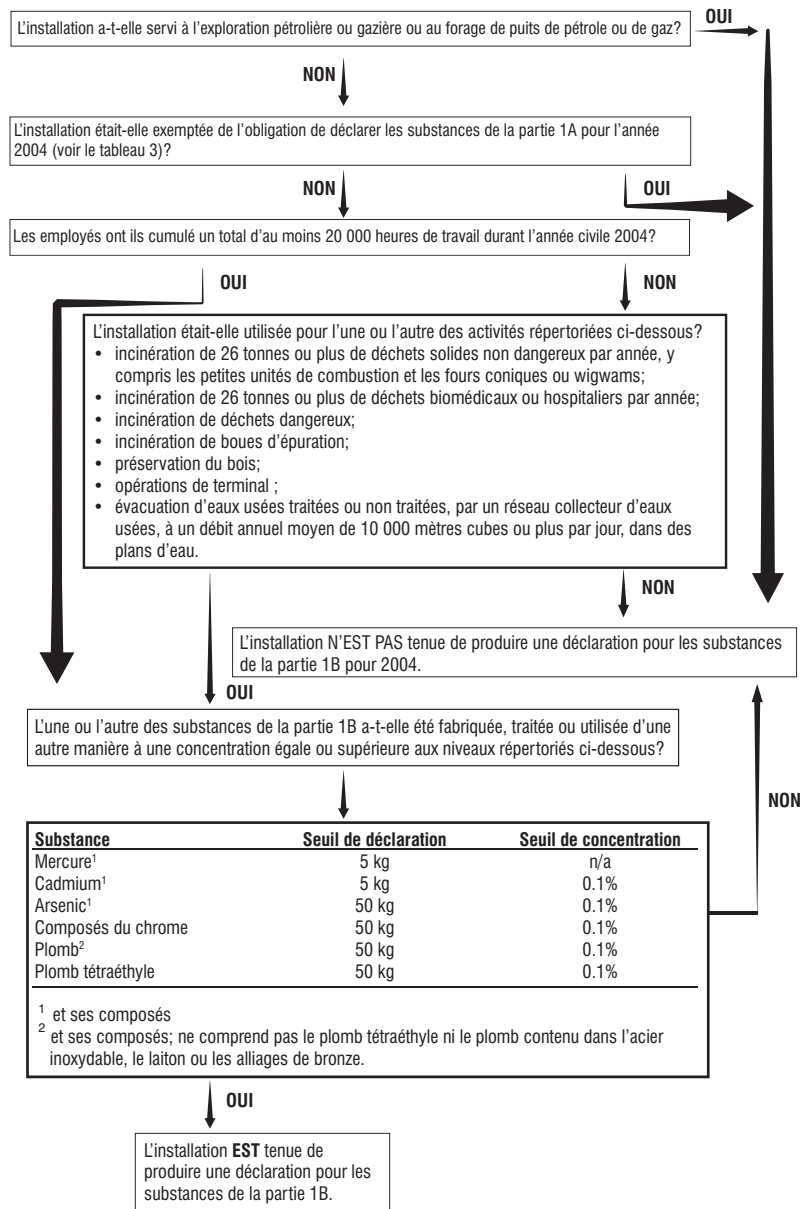 L'installation a-t-elle servi à l'exploration pétrolière ou gazière ou au forage de puits de pétrole ou de gaz?
OUI
NON
L'installation était-elle exemptée de l'obligation de déclarer les substances de la partie 1A pour l'année
2004 (voir le tableau 3)?
NON
OUI
Les employés ont ils cumulé un total d'au moins 20 000 heures de travail durant l'année civile 2004?
OUI
NON
L'installation était-elle utilisée pour l'une ou l'autre des activités répertoriées ci-dessous?
• incinération de 26 tonnes ou plus de déchets solides non dangereux par année, y
compris les petites unités de combustion et les fours coniques ou wigwams;
• incinération de 26 tonnes ou plus de déchets biomédicaux ou hospitaliers par année;
• incinération de déchets dangereux;
• incinération de boues d'épuration;
• préservation du bois;
• opérations de terminal ;
• évacuation d'eaux usées traitées ou non traitées, par un réseau collecteur d'eaux
usées, à un débit annuel moyen de 10 000 mètres cubes ou plus par jour, dans des
plans d'eau.
NON
L'installation N'EST PAS tenue de produire une déclaration pour les substances
de la partie 1B pour 2004.
OUI
L'une ou l'autre des substances de la partie 1B a-t-elle été fabriquée, traitée ou utilisée d'une
autre manière à une concentration égale ou supérieure aux niveaux répertoriés ci-dessous?
NON
Substance Seuil de déclaration Seuil de concentration
Mercure¹ 5 kg n/a
Cadmium¹ 5 kg 0.1%
Arsenic¹ 50 kg 0.1%
Composés du chrome 50 kg 0.1%
Plomb² 50 kg 0.1%
Plomb tétraéthyle 50 kg 0.1%
¹ et ses composés
² et ses composés; ne comprend pas le plomb tétraéthyle ni le plomb contenu dans l'acier
inoxydable, le laiton ou les alliages de bronze.
OUI
L'installation EST tenue de
produire une déclaration pour les
substances de la partie 1B.